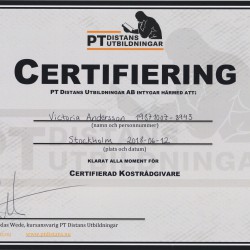 PT DISTANS
UTBILDNINGAR
CERTIFIERING
PT DISTANS UTBILDNINGAR AB INTYGAR HÄRMED ATT:
Victoria Andersson
(namn och personnummer)
Stockholm 2018-06-12
(plats och datum)
KLARAT ALLA MOMENT FÖR
CERTIFIERAD KOSTRÅDGIVARE
Weste, kursansvarig PT Distans Utbildningar